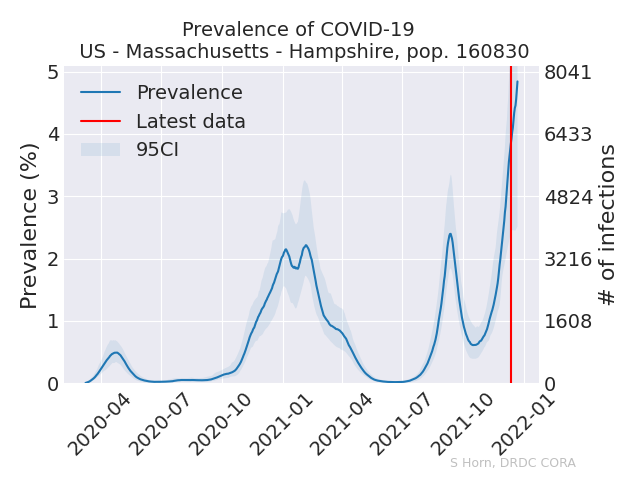 Prevalence of COVID-19
US - Massachusetts - Hampshire, pop. 160830
Prevalence (%)
5
4
3
2
1
0
Prevalence
Latest data
95CI
8041
6433
4824
3216
1608
0
# of infections
2020-04
2020-07
2020-10
2021-01
2021-04
2021-07
2021-10
2022-01
S Horn, DRDC CORA